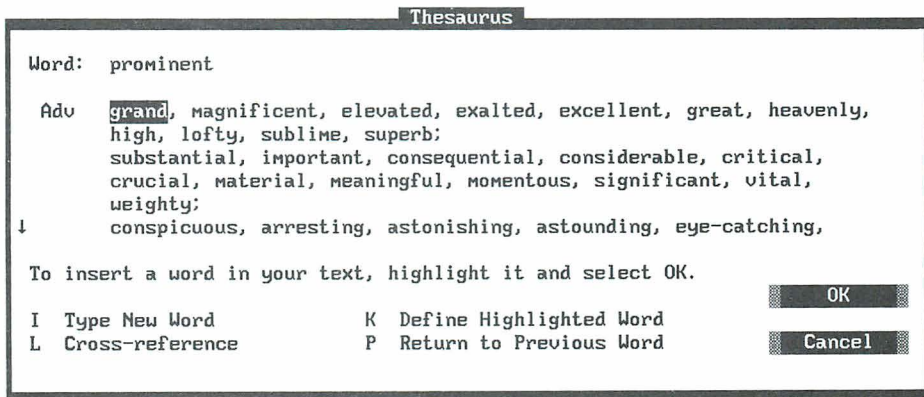 Thesaurus
Word: prominent
Adv grand, magnificent, elevated, exalted, excellent, great, heavenly,
high, lofty, sublime, superb;
substantial, important, consequential, considerable, critical,
crucial, material, meaningful, momentous, significant, vital,
weighty;
↓ conspicuous, arresting, astonishing, astounding, eye-catching,
To insert a word in your text, highlight it and select OK.
OK
I Type New Word K Define Highlighted Word
L Cross-reference P Return to Previous Word Cancel